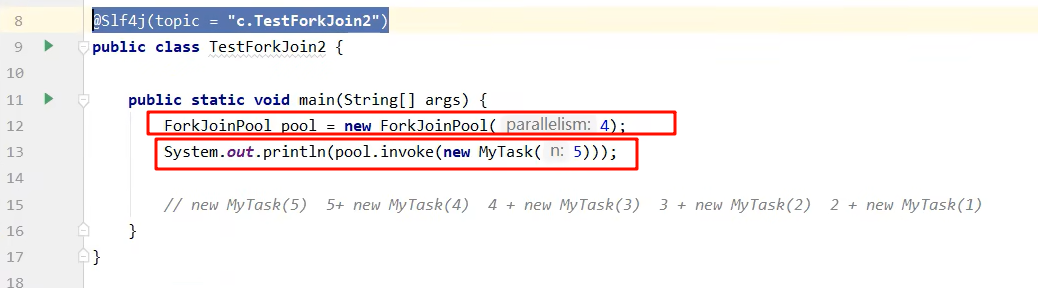 8 @Slf4j(topic = "c.TestForkJoin2")
9 public class TestForkJoin2 {
10
11 public static void main(String[] args) {
12 ForkJoinPool pool = new ForkJoinPool( parallelism: 4);
13 System.out.println(pool.invoke(new MyTask( n: 5)));
14
15 // new MyTask(5)  5+ new MyTask(4)  4 + new MyTask(3)  3 + new MyTask(2)  2 + new MyTask(1)
16 }
17 }
18